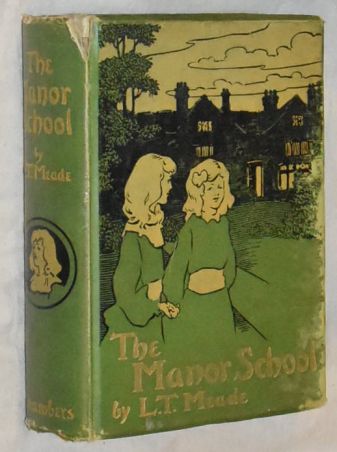 The
Manor
School
by
L.T. Meade
Chambers
The
Manor School
by L.T. Meade